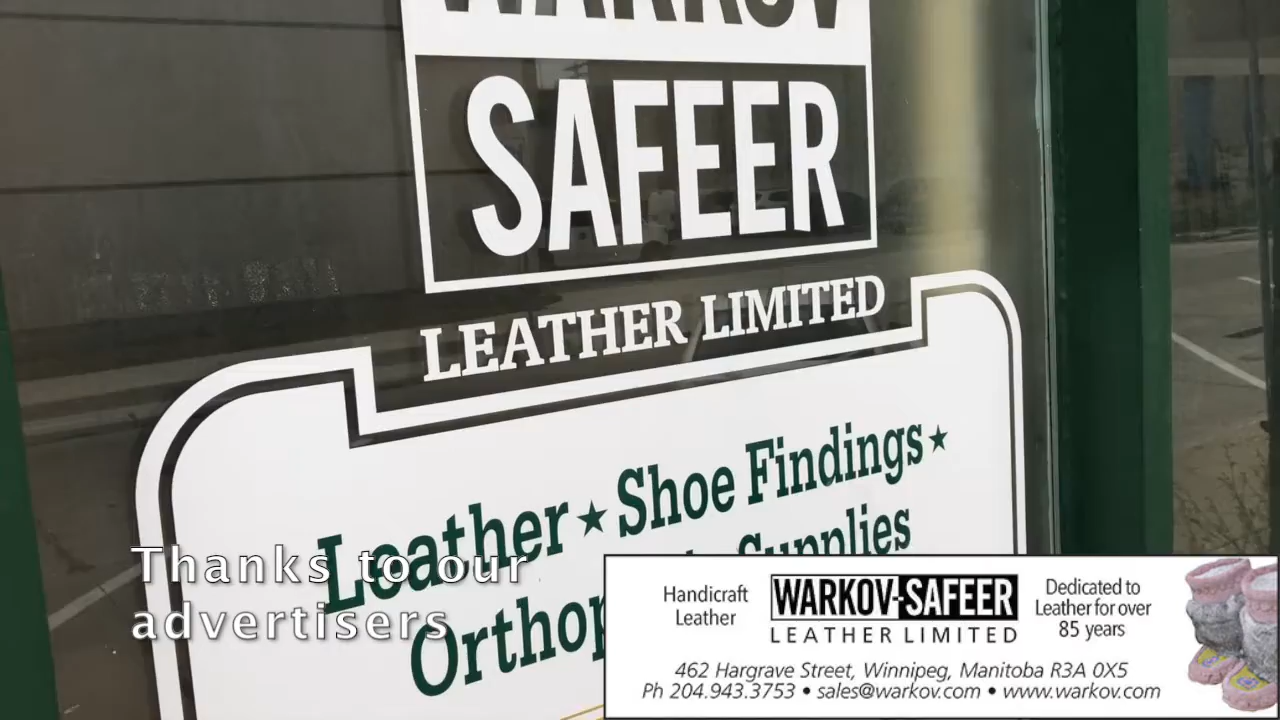 WARKOV
SAFEER
LEATHER LIMITED
Leather ★ Shoe Findings ★
Supplies
Thanks to our
advertisers
Handicraft
Leather
WARKOV-SAFEER
LEATHER LIMITED
Dedicated to
Leather for over
85 years
462 Hargrave Street, Winnipeg, Manitoba R3A 0X5
Ph 204.943.3753 • sales@warkov.com • www.warkov.com